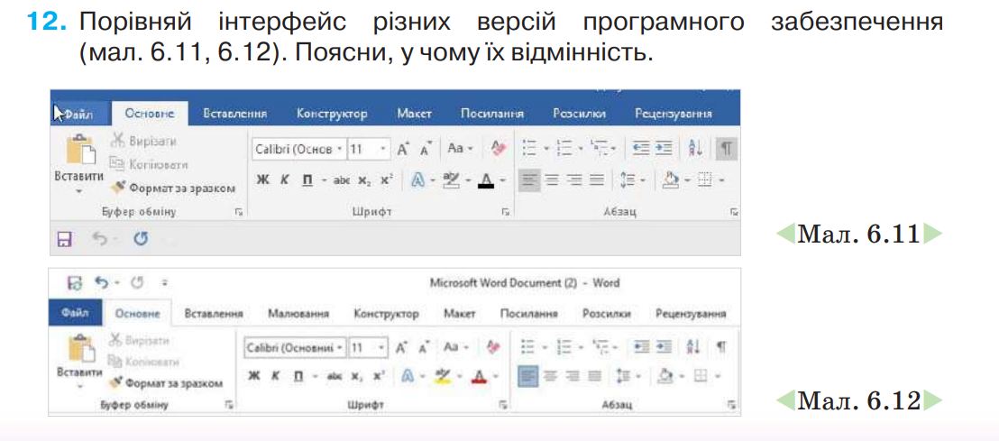 12. Порівняй інтерфейс різних версій програмного забезпечення
(мал. 6.11, 6.12). Поясни, у чому їх відмінність.
Файл Основне Вставлення Конструктор Макет Посилання Розсилки Рецензування
Вирізати
Копіювати
Вставити
Формат за зразком
Calibri (Основ 11 Aa
Ж К П abc x₂ x² A aby A
Буфер обміну Шрифт Абзац
Мал. 6.11
Microsoft Word Document (2) - Word
Файл Основне Вставлення Малювання Конструктор Макет Посилання Розсилки Рецензування
Вирізати
Копіювати
Вставити
Формат за зразком
Calibri (Основний 11 Aa
Ж К П abc x₂ x² A aby A
Буфер обміну Шрифт Абзац
Мал. 6.12